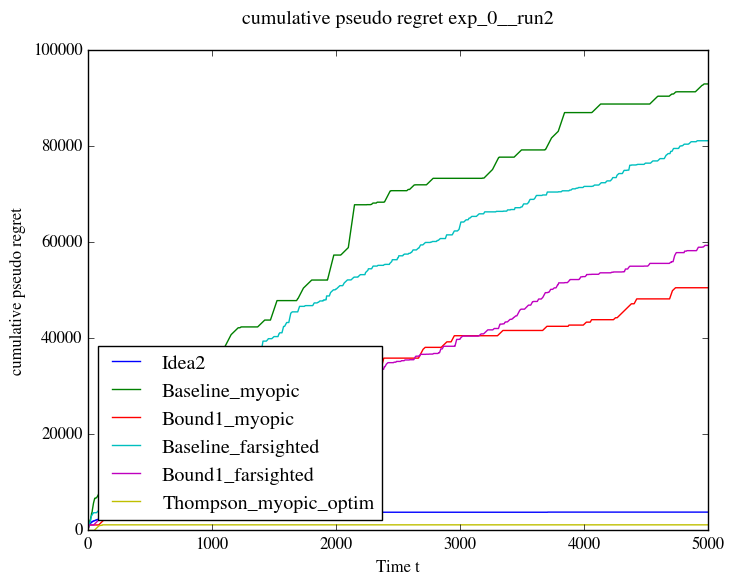 cumulative pseudo regret exp_0__run2
100000
80000
60000
40000
20000
0
cumulative pseudo regret
Idea2
Baseline_myopic
Bound1_myopic
Baseline_farsighted
Bound1_farsighted
Thompson_myopic_optim
0 1000 2000 3000 4000 5000
Time t